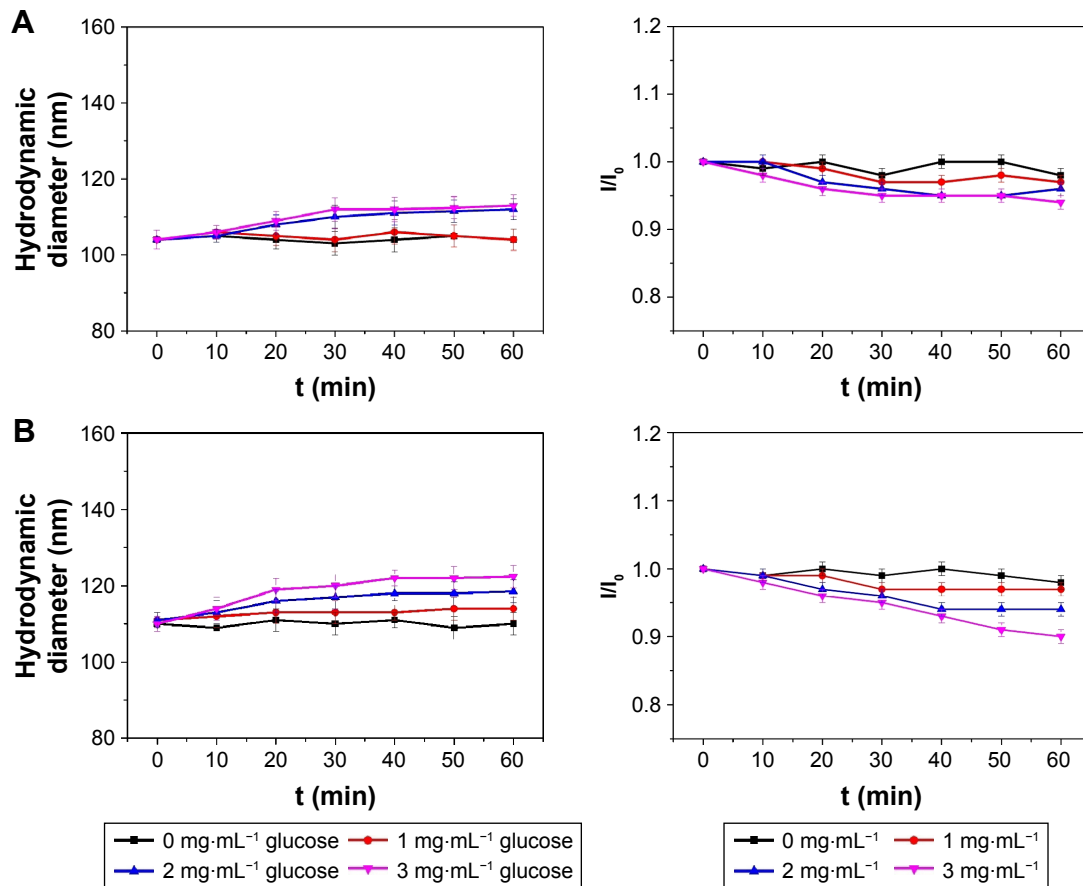 A
Hydrodynamic
diameter (nm)
160
140
120
100
80
0 10 20 30 40 50 60
t (min)
I/I₀
1.2
1.1
1.0
0.9
0.8
0 10 20 30 40 50 60
t (min)
B
Hydrodynamic
diameter (nm)
160
140
120
100
80
0 10 20 30 40 50 60
t (min)
I/I₀
1.2
1.1
1.0
0.9
0.8
0 10 20 30 40 50 60
t (min)
0 mg·mL⁻¹ glucose 1 mg·mL⁻¹ glucose
2 mg·mL⁻¹ glucose 3 mg·mL⁻¹ glucose
0 mg·mL⁻¹ 1 mg·mL⁻¹
2 mg·mL⁻¹ 3 mg·mL⁻¹